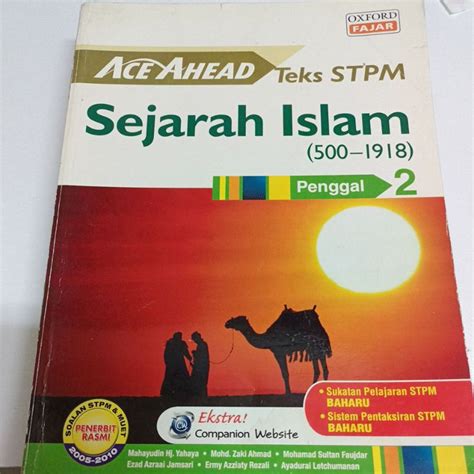 OXFORD
FAJAR
ACE AHEAD Teks STPM
Sejarah Islam
(500–1918)
Penggal 2
• Sukatan Pelajaran STPM
BAHARU
• Sistem Pentaksiran STPM
BAHARU
SOALAN STPM & MUET
PENERBIT
RASMI
2005-2010
Ekstra!
Companion Website
Mahayudin Hj. Yahaya • Mohd. Zaki Ahmad • Mohamad Sultan Feujdar
Ezad Azraai Jamsari • Ermy Azziaty Rozali • Ayadurai Letchumanan